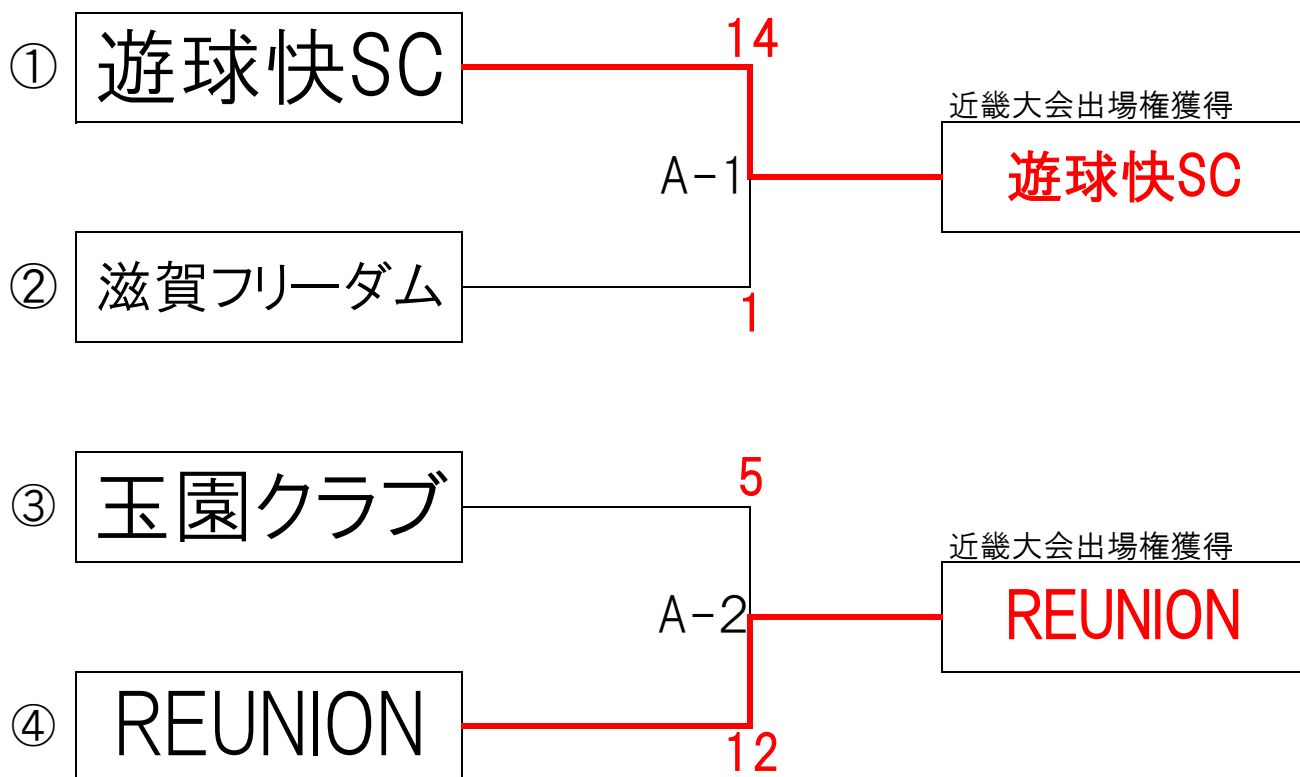 ① 遊球快SC
14
近畿大会出場権獲得
A-1
遊球快SC
② 滋賀フリーダム
1
③ 玉園クラブ
5
近畿大会出場権獲得
A-2
REUNION
④ REUNION
12